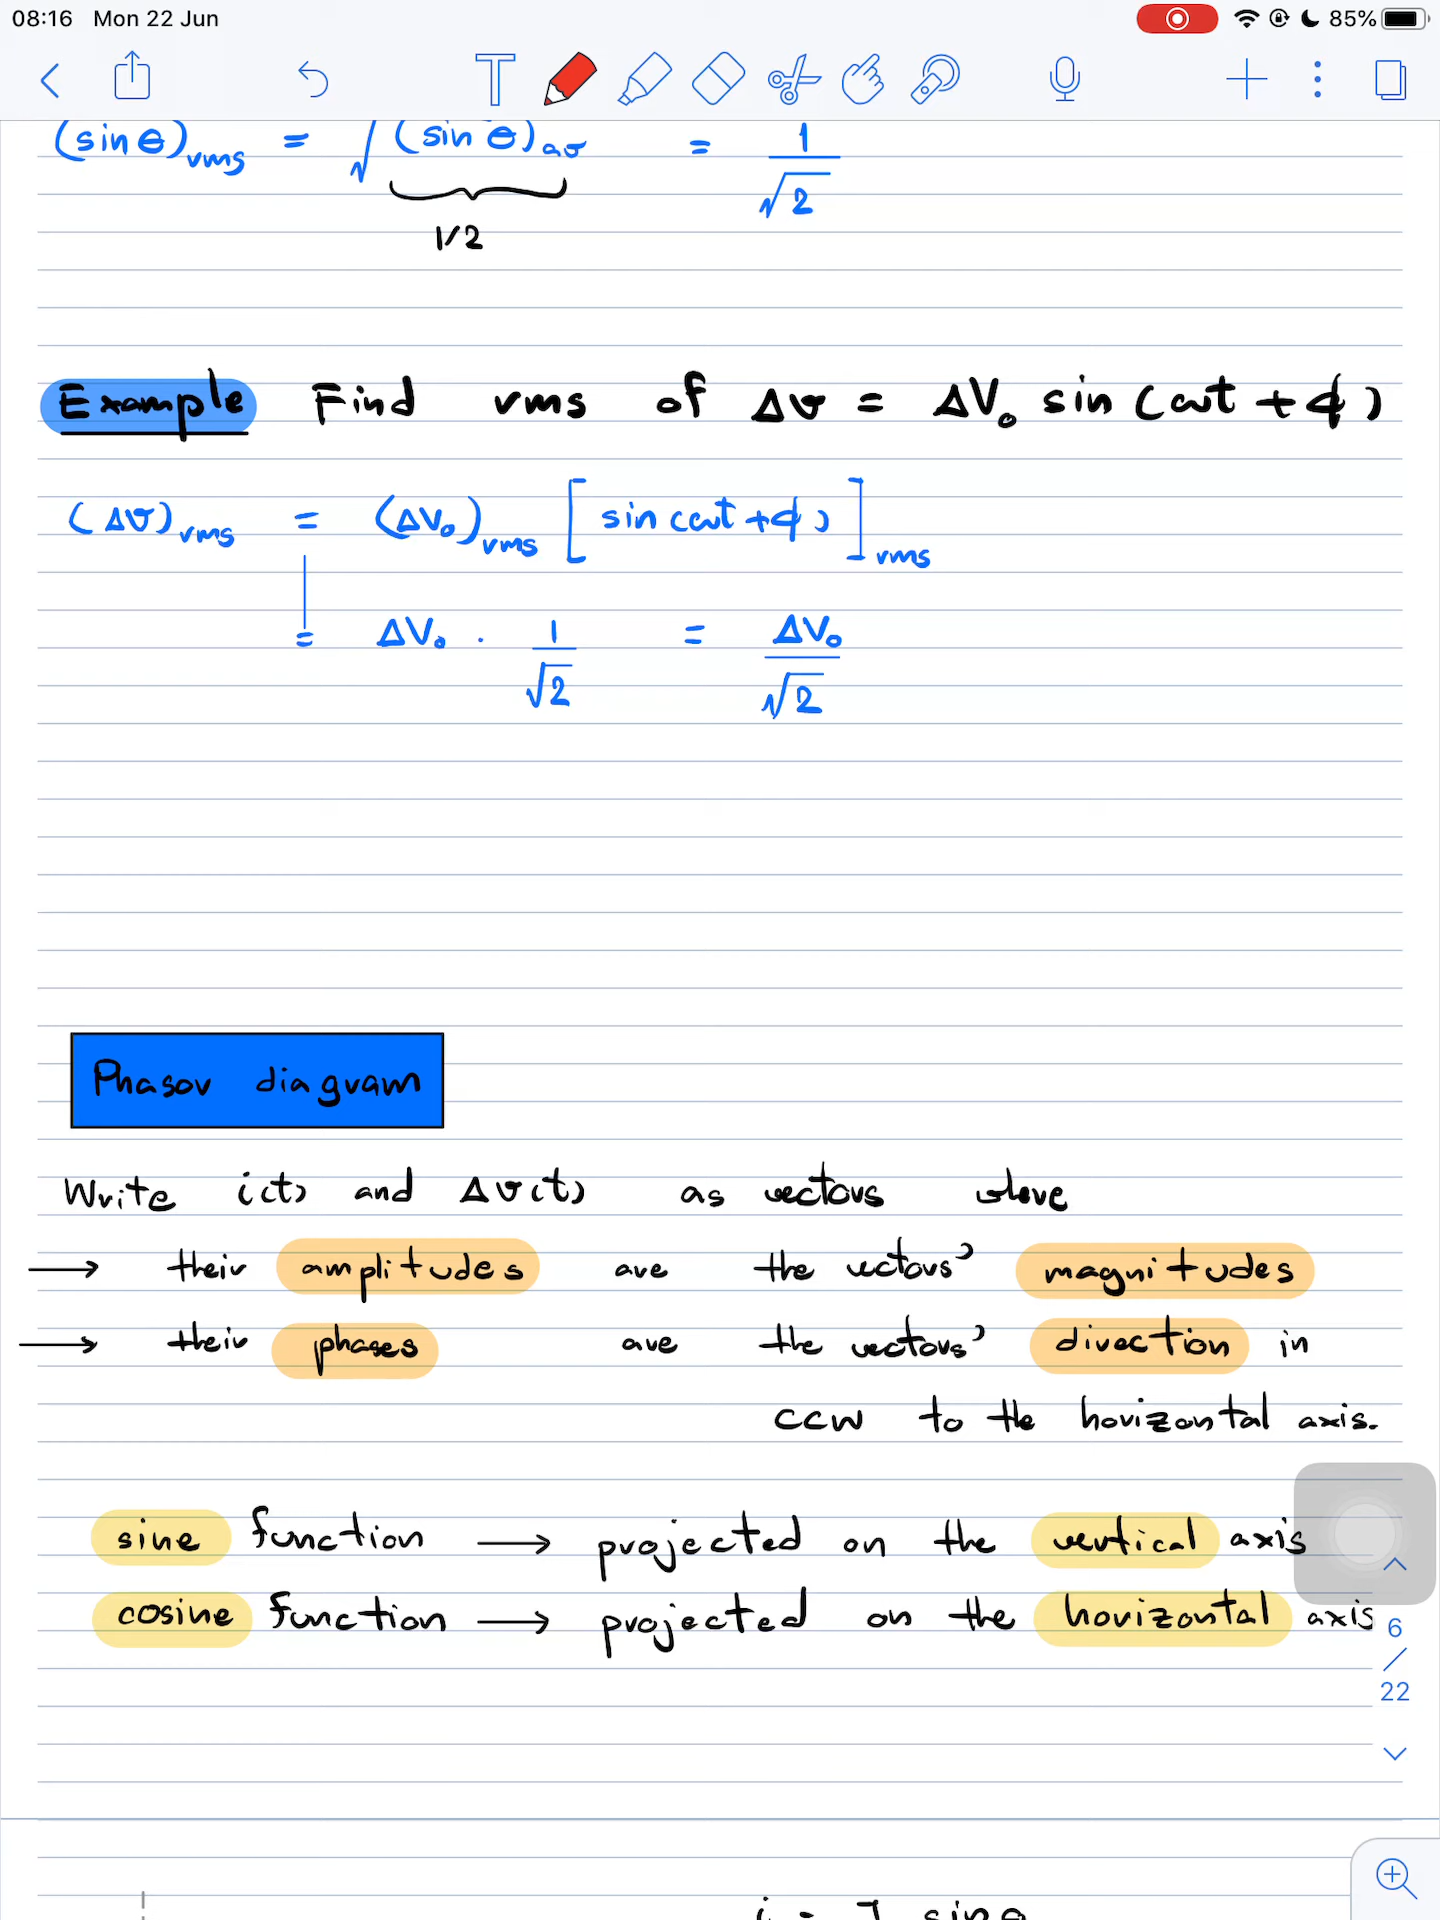 08:16 Mon 22 Jun 85%
T
(sin θ)rms = √(sin θ)av = 1/√2
1/2
Example Find rms of Δv = ΔV₀ sin(ωt + φ)
(Δv)rms = (ΔV₀)rms [sin(ωt + φ)]rms
= ΔV₀ · 1/√2 = ΔV₀/√2
Phasor diagram
Write i(t) and Δv(t) as vectors where
→ their amplitudes are the vectors' magnitudes
→ their phases are the vectors' direction in
CCW to the horizontal axis.
sine function → projected on the vertical axis
cosine function → projected on the horizontal axis
6
/
22